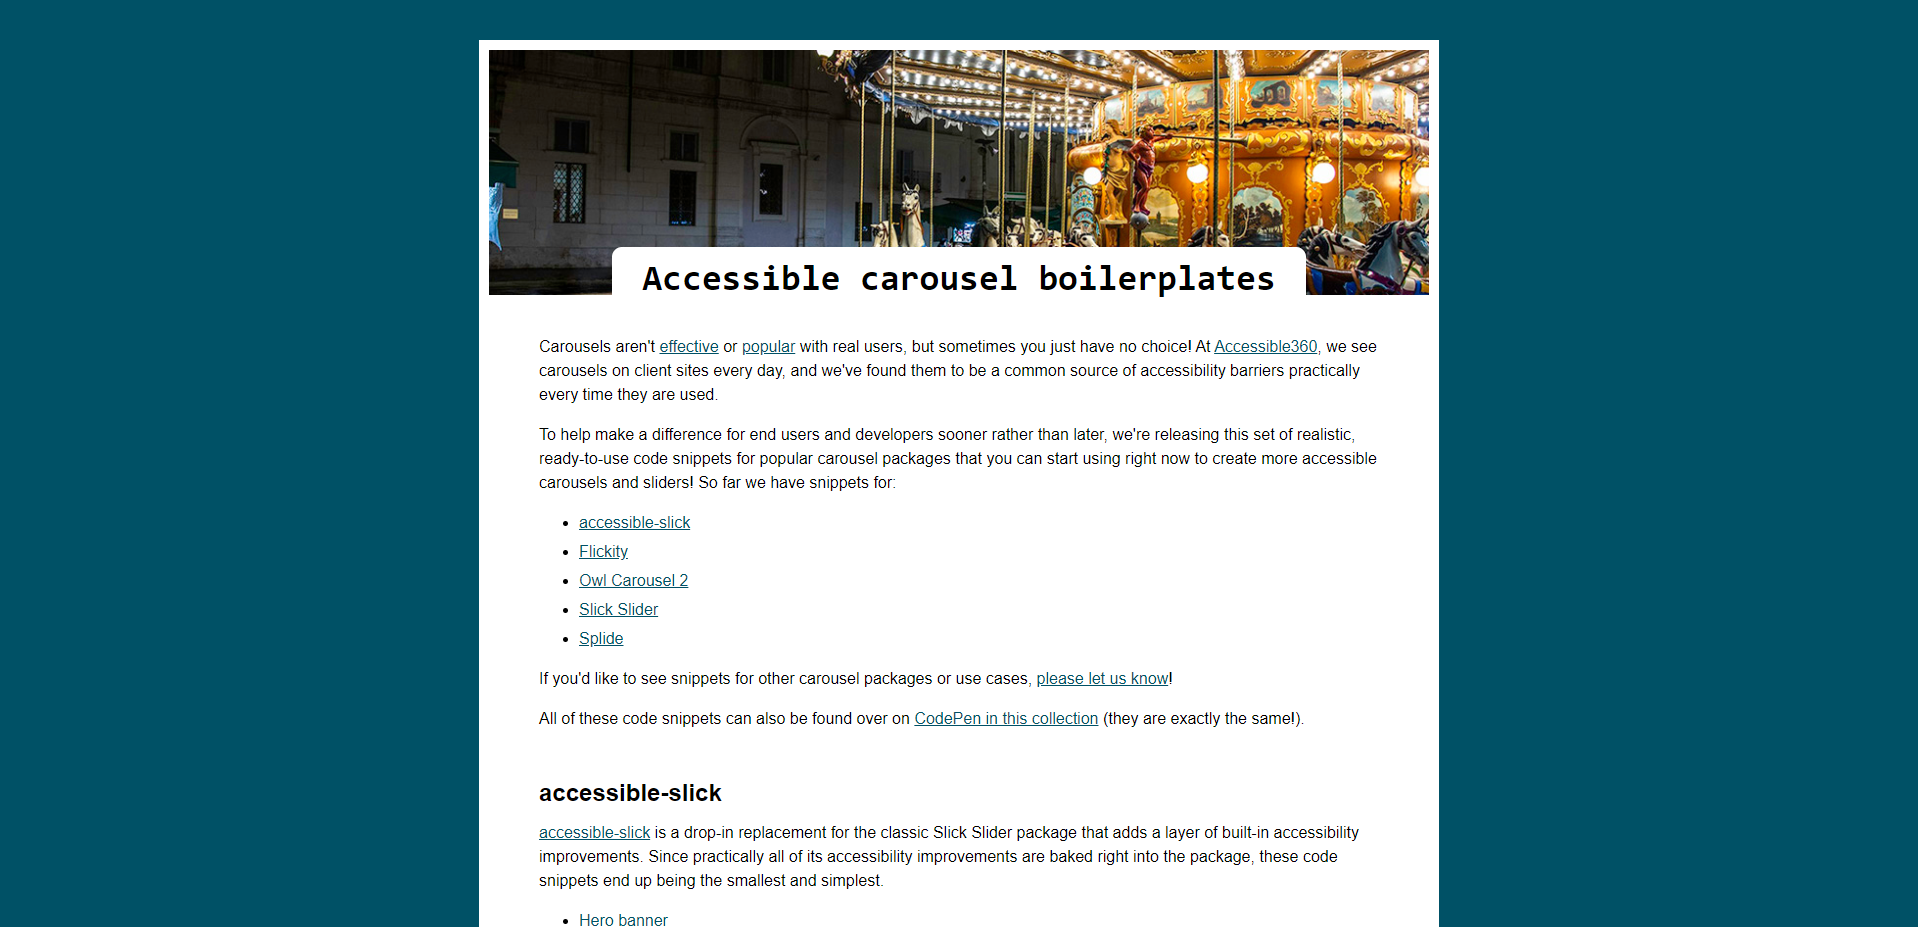 Accessible carousel boilerplates
Carousels aren't effective or popular with real users, but sometimes you just have no choice! At Accessible360, we see
carousels on client sites every day, and we've found them to be a common source of accessibility barriers practically
every time they are used.
To help make a difference for end users and developers sooner rather than later, we're releasing this set of realistic,
ready-to-use code snippets for popular carousel packages that you can start using right now to create more accessible
carousels and sliders! So far we have snippets for:
• accessible-slick
• Flickity
• Owl Carousel 2
• Slick Slider
• Splide
If you'd like to see snippets for other carousel packages or use cases, please let us know!
All of these code snippets can also be found over on CodePen in this collection (they are exactly the same!).
accessible-slick
accessible-slick is a drop-in replacement for the classic Slick Slider package that adds a layer of built-in accessibility
improvements. Since practically all of its accessibility improvements are baked right into the package, these code
snippets end up being the smallest and simplest.
• Hero banner